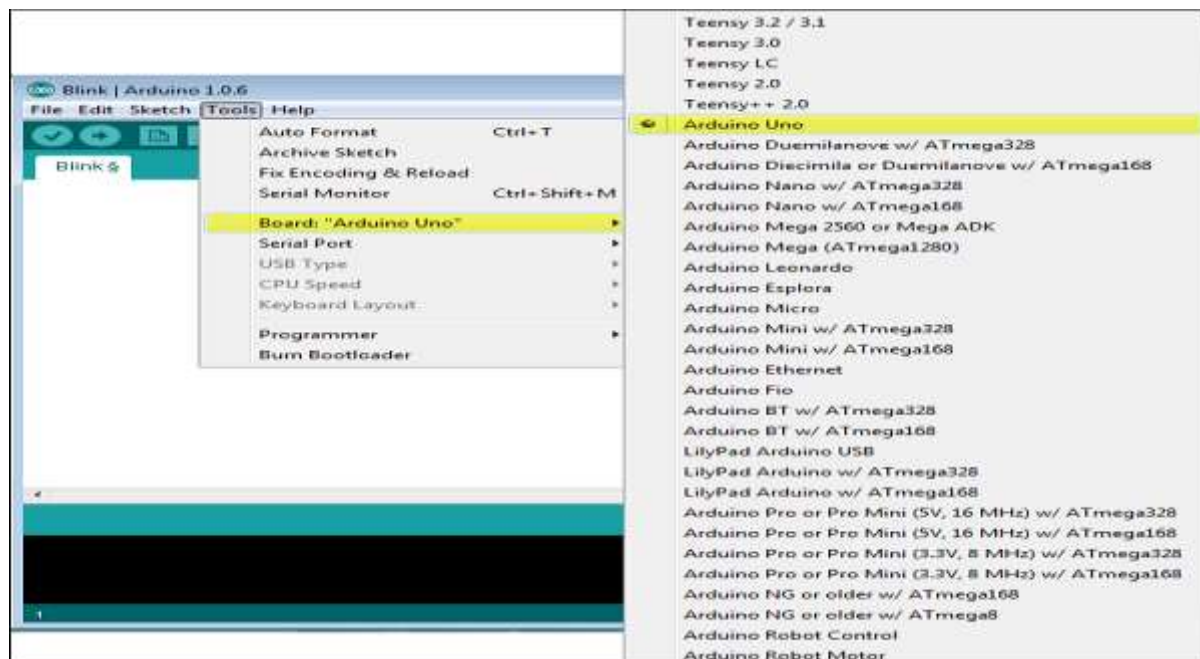 Blink | Arduino 1.0.6
File Edit Sketch Tools Help
Blink §
Auto Format Ctrl+T
Archive Sketch
Fix Encoding & Reload
Serial Monitor Ctrl+Shift+M
Board: "Arduino Uno"
Serial Port
USB Type
CPU Speed
Keyboard Layout
Programmer
Burn Bootloader
1
Teensy 3.2 / 3.1
Teensy 3.0
Teensy LC
Teensy 2.0
Teensy++ 2.0
Arduino Uno
Arduino Duemilanove w/ ATmega328
Arduino Diecimila or Duemilanove w/ ATmega168
Arduino Nano w/ ATmega328
Arduino Nano w/ ATmega168
Arduino Mega 2560 or Mega ADK
Arduino Mega (ATmega1280)
Arduino Leonardo
Arduino Esplora
Arduino Micro
Arduino Mini w/ ATmega328
Arduino Mini w/ ATmega168
Arduino Ethernet
Arduino Fio
Arduino BT w/ ATmega328
Arduino BT w/ ATmega168
LilyPad Arduino USB
LilyPad Arduino w/ ATmega328
LilyPad Arduino w/ ATmega168
Arduino Pro or Pro Mini (5V, 16 MHz) w/ ATmega328
Arduino Pro or Pro Mini (5V, 16 MHz) w/ ATmega168
Arduino Pro or Pro Mini (3.3V, 8 MHz) w/ ATmega328
Arduino Pro or Pro Mini (3.3V, 8 MHz) w/ ATmega168
Arduino NG or older w/ ATmega168
Arduino NG or older w/ ATmega8
Arduino Robot Control
Arduino Robot Motor